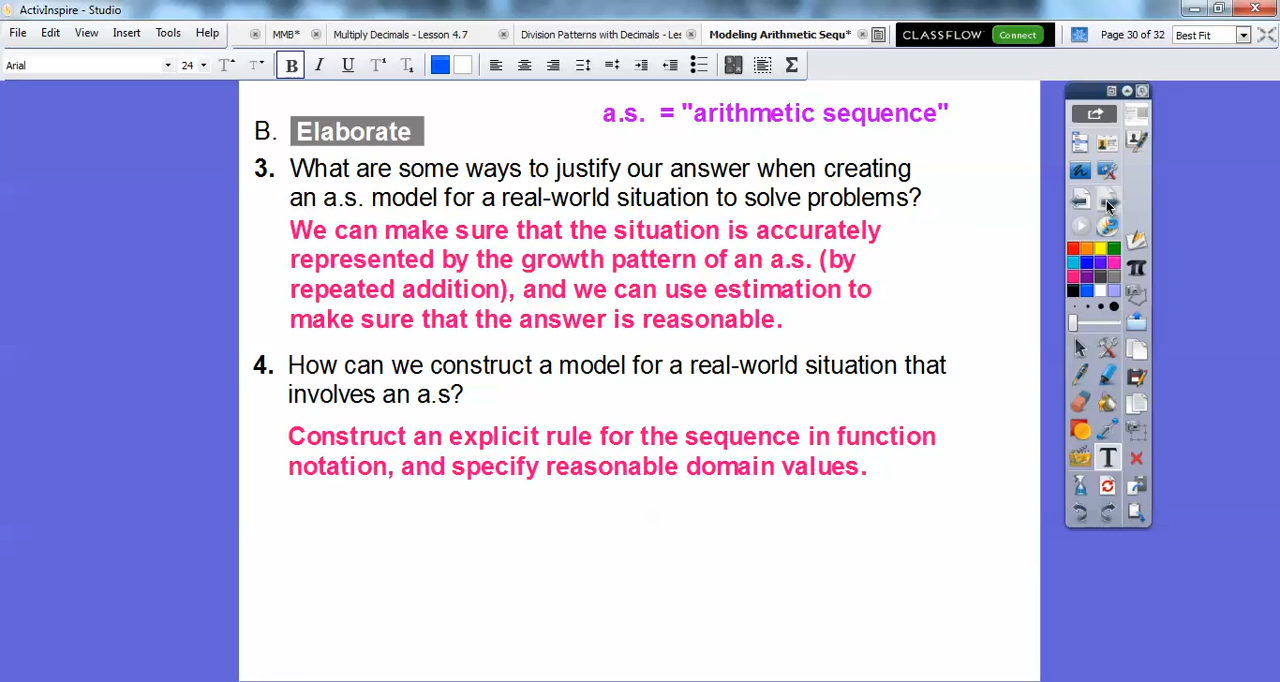 ActivInspire - Studio
File Edit View Insert Tools Help
MMB*
Multiply Decimals - Lesson 4.7
Division Patterns with Decimals - Les
Modeling Arithmetic Sequ*
CLASSFLOW Connect
Page 30 of 32
Best Fit
Arial 24
a.s. = "arithmetic sequence"
B. Elaborate
3. What are some ways to justify our answer when creating
an a.s. model for a real-world situation to solve problems?
We can make sure that the situation is accurately
represented by the growth pattern of an a.s. (by
repeated addition), and we can use estimation to
make sure that the answer is reasonable.
4. How can we construct a model for a real-world situation that
involves an a.s?
Construct an explicit rule for the sequence in function
notation, and specify reasonable domain values.